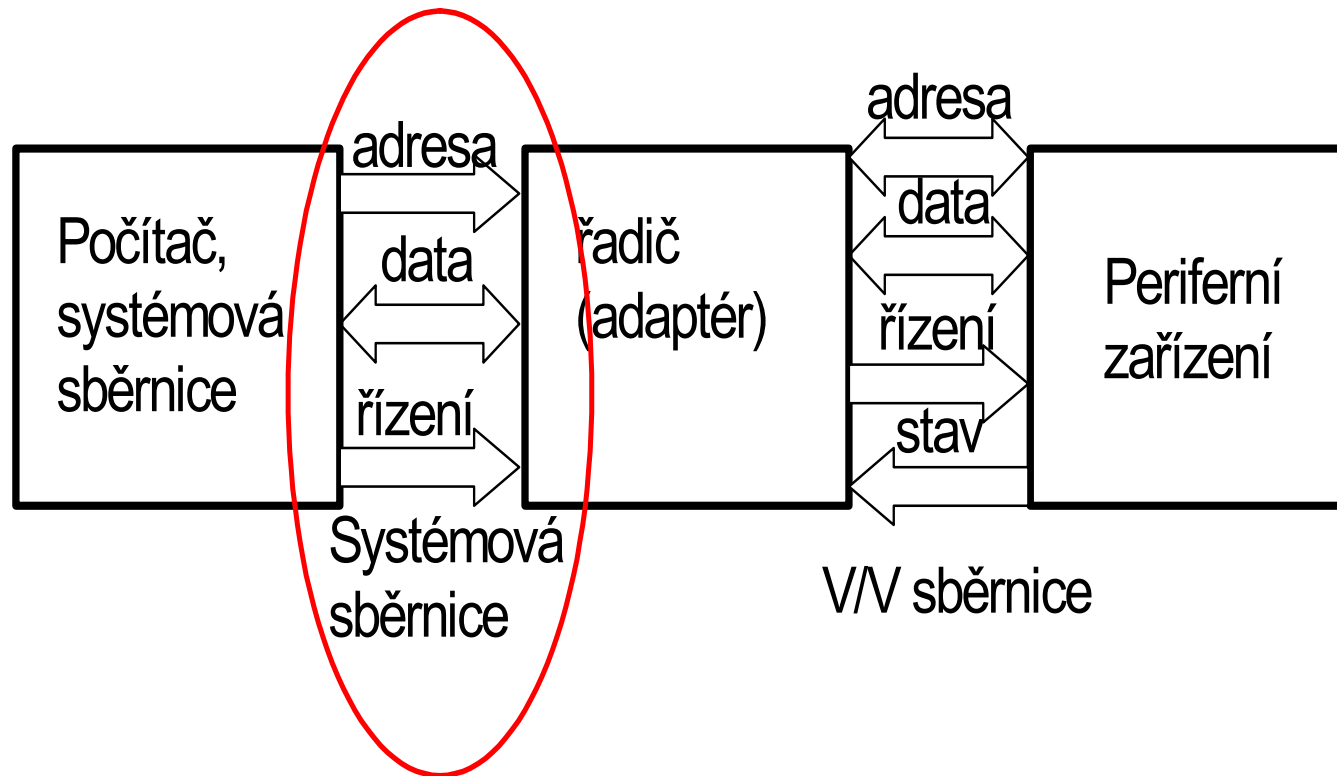 Počítač,
systémová
sběrnice
adresa
data
řízení
Systémová
sběrnice
řadič
(adaptér)
adresa
data
řízení
stav
V/V sběrnice
Periferní
zařízení